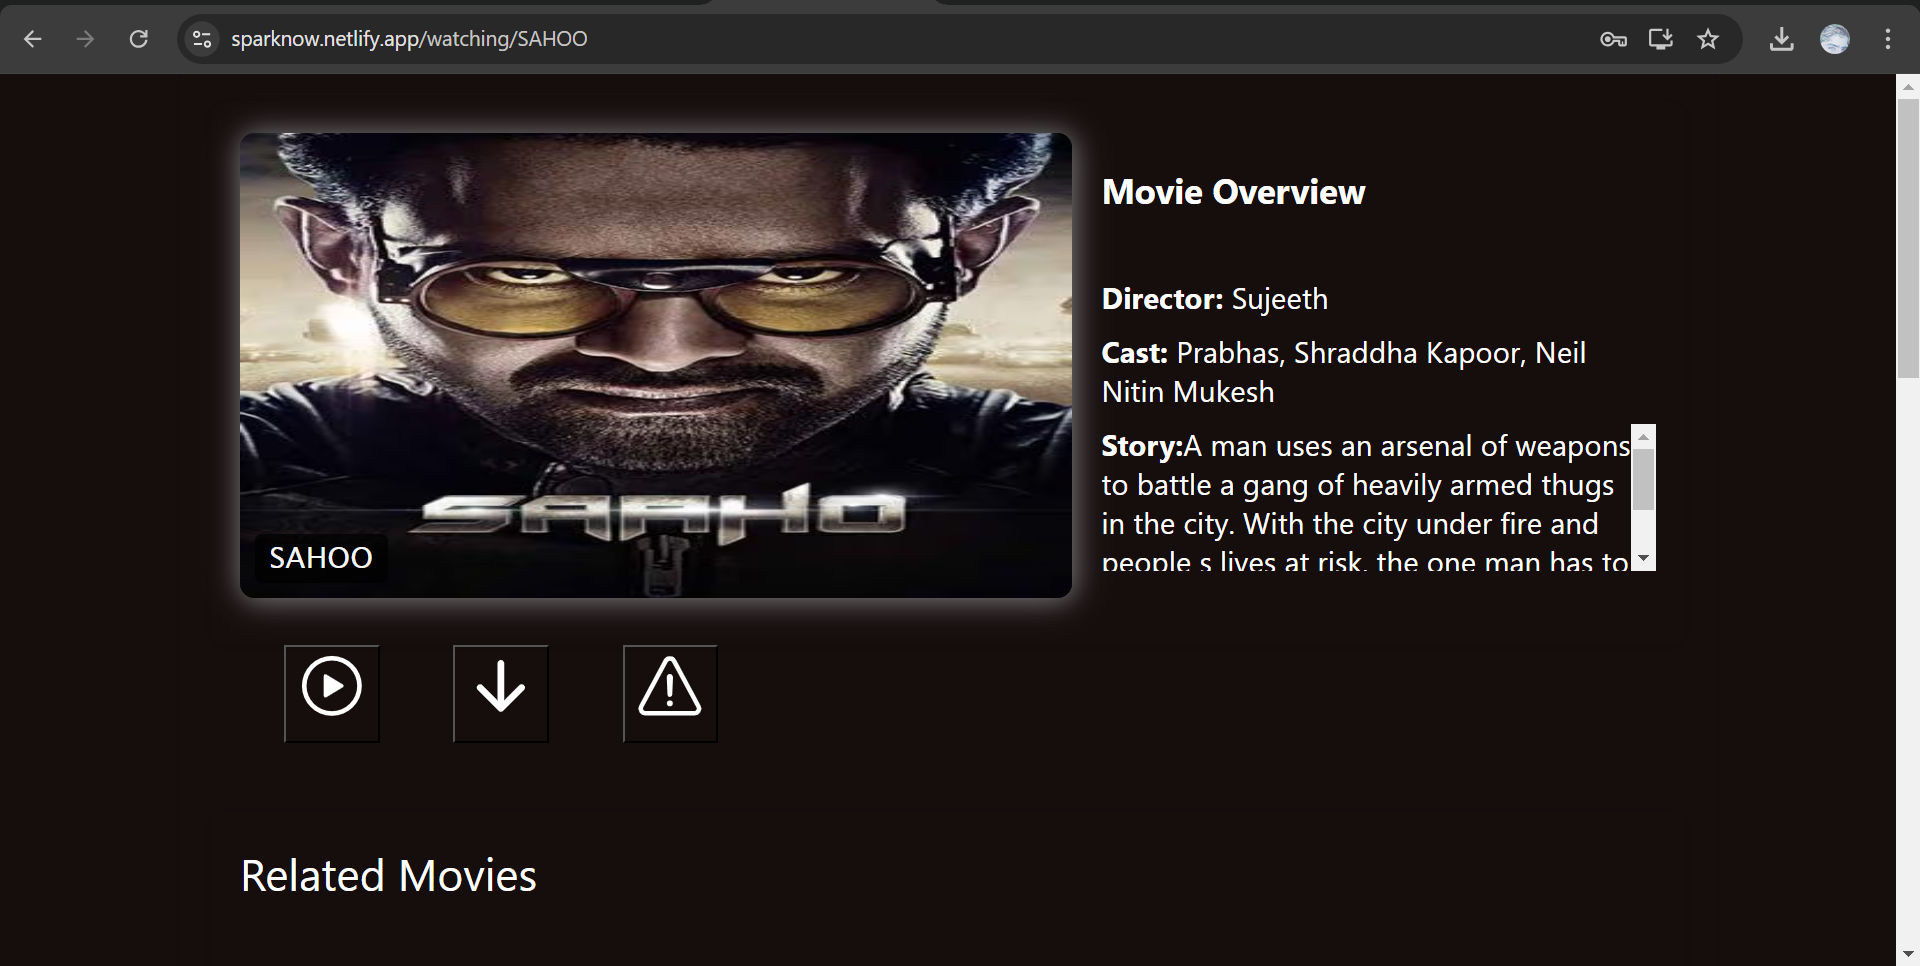 sparknow.netlify.app/watching/SAHOO
SAAHO
SAHOO
Movie Overview
Director: Sujeeth
Cast: Prabhas, Shraddha Kapoor, Neil
Nitin Mukesh
Story:A man uses an arsenal of weapons
to battle a gang of heavily armed thugs
in the city. With the city under fire and
people s lives at risk, the one man has to
Related Movies